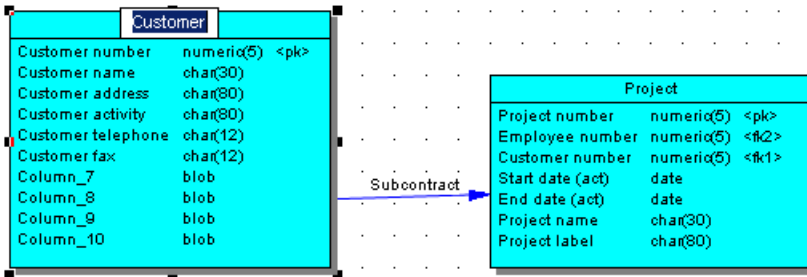 Customer
Customer number numeric(5) <pk>
Customer name char(30)
Customer address char(80)
Customer activity char(80)
Customer telephone char(12)
Customer fax char(12)
Column_7 blob
Column_8 blob
Column_9 blob
Column_10 blob
Subcontract
Project
Project number numeric(5) <pk>
Employee number numeric(5) <fk2>
Customer number numeric(5) <fk1>
Start date (act) date
End date (act) date
Project name char(30)
Project label char(80)